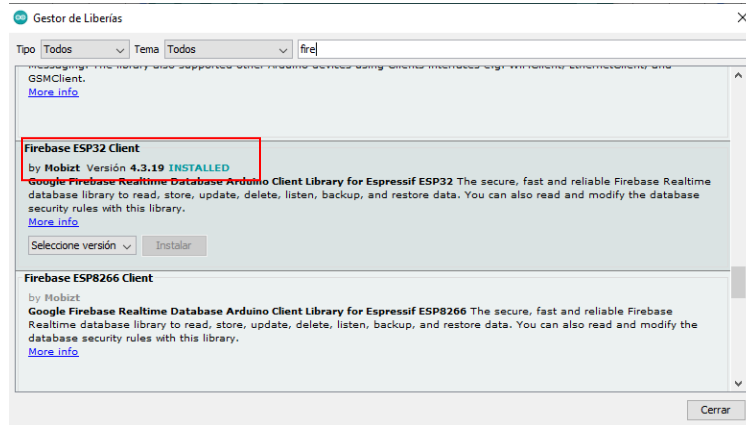 Gestor de Liberías
Tipo Todos Tema Todos fire
Messaging. The library also supported other Arduino devices using Clients interfaces e.g. WiFiClient, EthernetClient, and
GSMClient.
More info
Firebase ESP32 Client
by Mobizt Versión 4.3.19 INSTALLED
Google Firebase Realtime Database Arduino Client Library for Espressif ESP32 The secure, fast and reliable Firebase Realtime
database library to read, store, update, delete, listen, backup, and restore data. You can also read and modify the database
security rules with this library.
More info
Seleccione versión Instalar
Firebase ESP8266 Client
by Mobizt
Google Firebase Realtime Database Arduino Client Library for Espressif ESP8266 The secure, fast and reliable Firebase
Realtime database library to read, store, update, delete, listen, backup, and restore data. You can also read and modify the
database security rules with this library.
More info
Cerrar